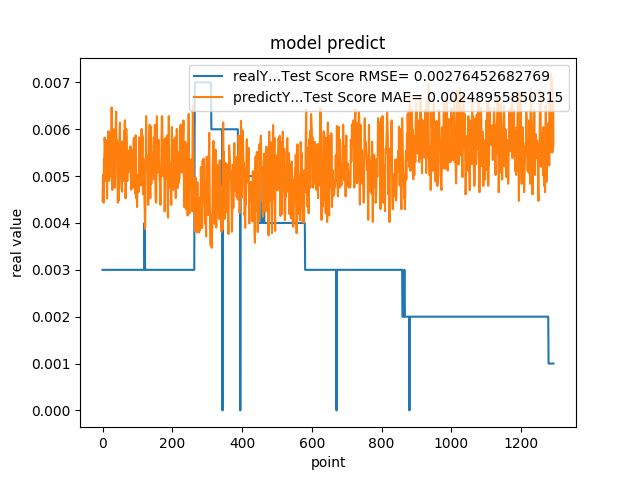 model predict
realY...Test Score RMSE= 0.00276452682769
predictY...Test Score MAE= 0.00248955850315
0.007
0.006
0.005
0.004
0.003
0.002
0.001
0.000
real value
0 200 400 600 800 1000 1200
point